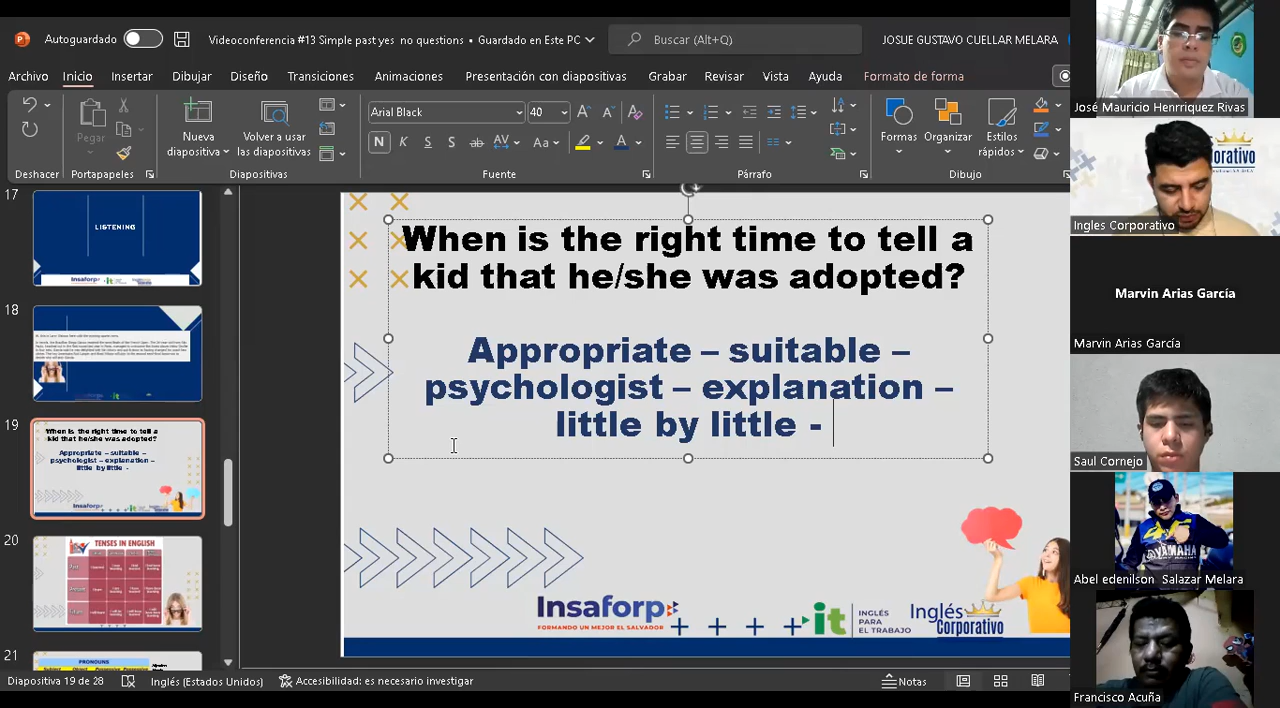 Autoguardado
Videoconferencia #13 Simple past yes no questions • Guardado en Este PC
Buscar (Alt+Q)
JOSUE GUSTAVO CUELLAR MELARA
Archivo Inicio Insertar Dibujar Diseño Transiciones Animaciones Presentación con diapositivas Grabar Revisar Vista Ayuda Formato de forma
Pegar
Nueva diapositiva
Volver a usar las diapositivas
Arial Black 40
N K S S ab AV Aa A
Formas Organizar Estilos rápidos
Deshacer Portapapeles Diapositivas Fuente Párrafo Dibujo
17
LISTENING
18
19
When is the right time to tell a
kid that he/she was adopted?
Appropriate – suitable –
psychologist – explanation –
little by little -
20
TENSES IN ENGLISH
21
PRONOUNS
When is the right time to tell a
kid that he/she was adopted?
Appropriate – suitable –
psychologist – explanation –
little by little -
Insaforp
FORMANDO UN MEJOR EL SALVADOR
it
INGLÉS
PARA
EL TRABAJO
Inglés
Corporativo
Diapositiva 19 de 28 Inglés (Estados Unidos) Accesibilidad: es necesario investigar Notas
José Mauricio Henrriquez Rivas
Ingles Corporativo
Marvin Arias García
Marvin Arias García
Saul Cornejo
YAMAHA
Abel edenilson Salazar Melara
Francisco Acuña